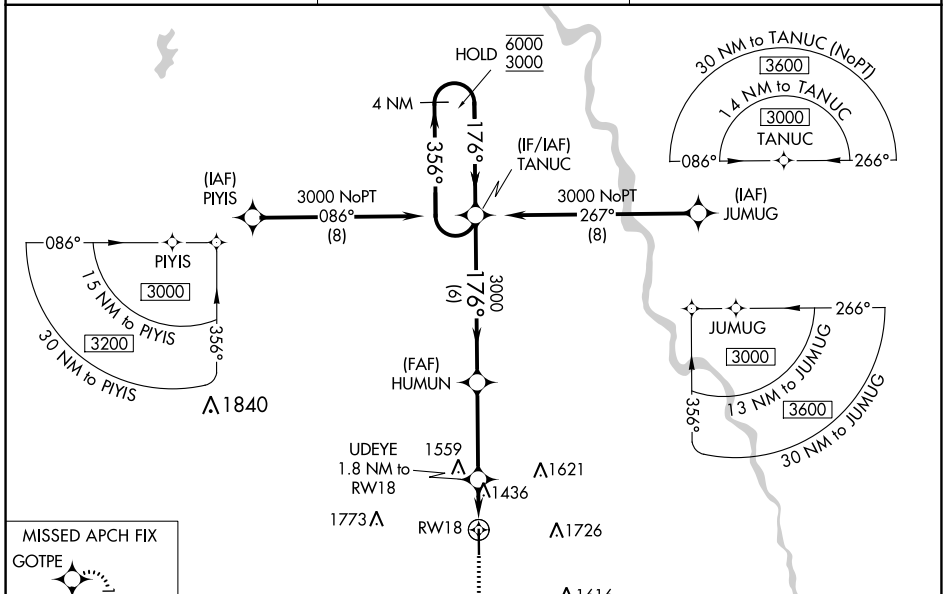 HOLD 6000
3000
4 NM
176°
356°
(IF/IAF)
TANUC
30 NM to TANUC (NoPT)
3600
14 NM to TANUC
3000
TANUC
086°
266°
(IAF)
PIYIS
3000 NoPT
086°
(8)
3000 NoPT
267°
(8)
(IAF)
JUMUG
086°
PIYIS
3000
15 NM to PIYIS
3200
30 NM to PIYIS
356°
3000
176°
(6)
266°
JUMUG
3000
13 NM to JUMUG
3600
30 NM to JUMUG
356°
(FAF)
HUMUN
1840
UDEYE
1.8 NM to
RW18
1559
1621
1436
1773
RW18
1726
MISSED APCH FIX
GOTPE
1616